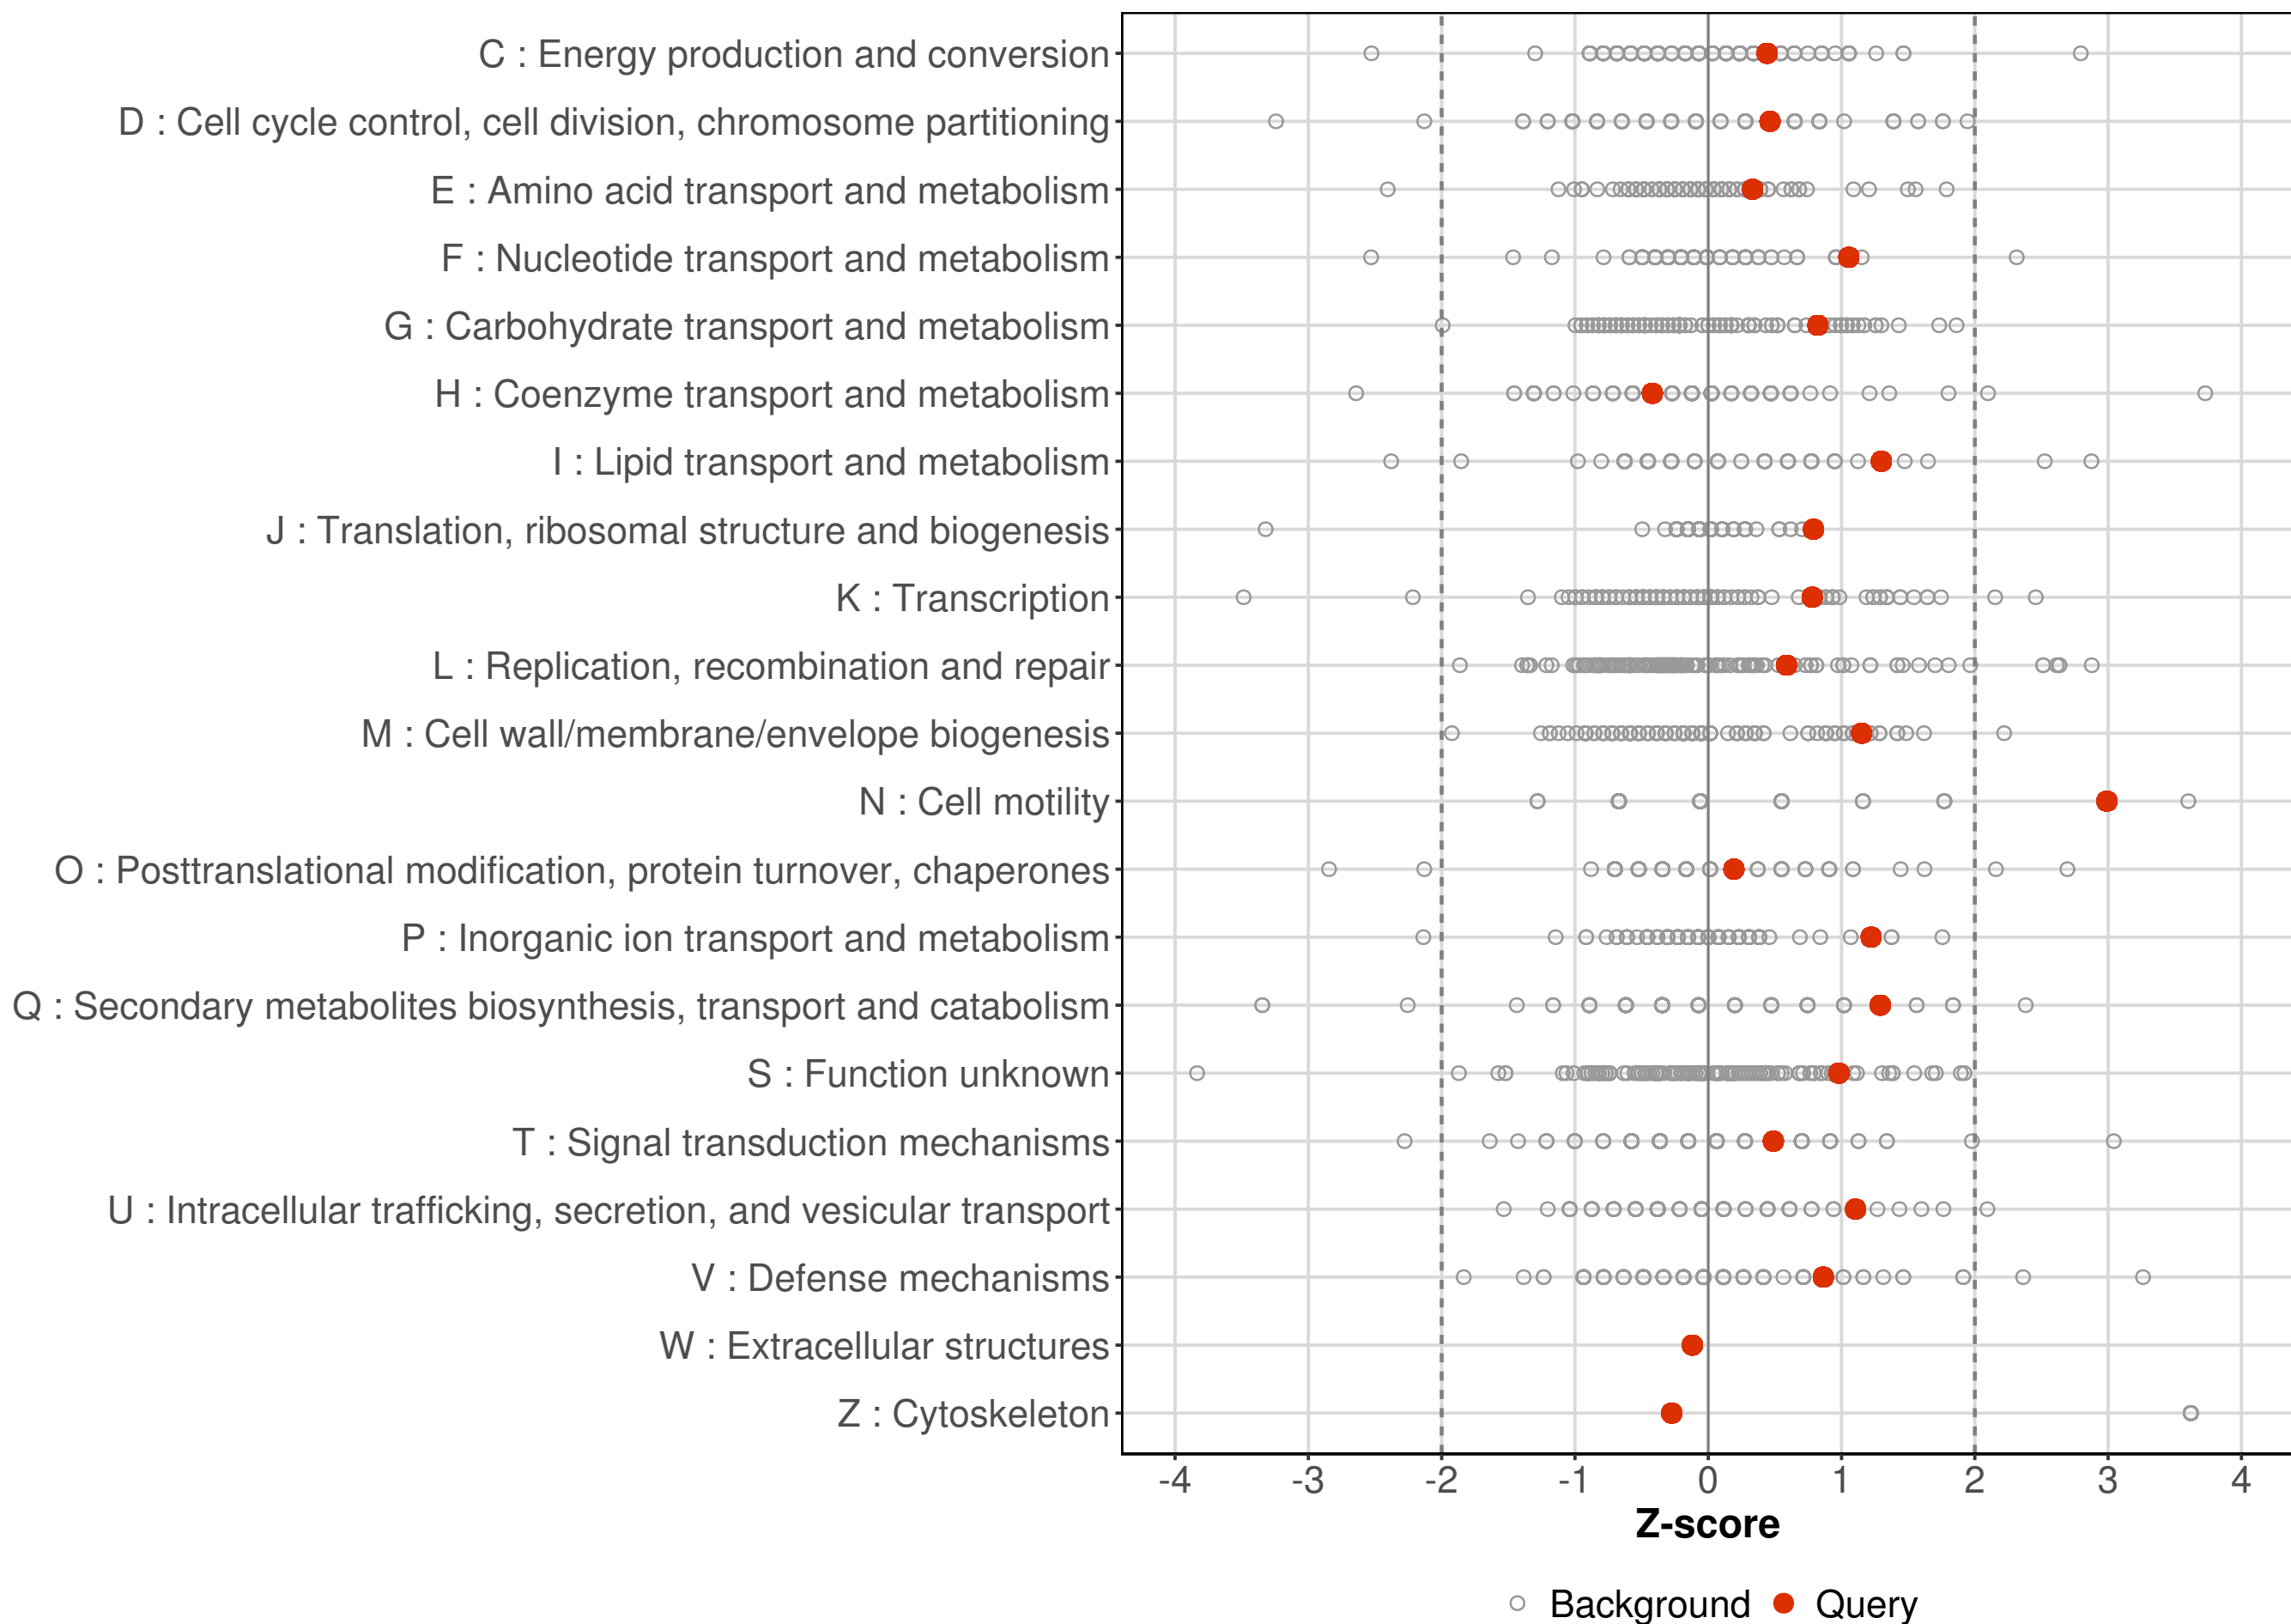 C : Energy production and conversion
D : Cell cycle control, cell division, chromosome partitioning
E : Amino acid transport and metabolism
F : Nucleotide transport and metabolism
G : Carbohydrate transport and metabolism
H : Coenzyme transport and metabolism
I : Lipid transport and metabolism
J : Translation, ribosomal structure and biogenesis
K : Transcription
L : Replication, recombination and repair
M : Cell wall/membrane/envelope biogenesis
N : Cell motility
O : Posttranslational modification, protein turnover, chaperones
P : Inorganic ion transport and metabolism
Q : Secondary metabolites biosynthesis, transport and catabolism
S : Function unknown
T : Signal transduction mechanisms
U : Intracellular trafficking, secretion, and vesicular transport
V : Defense mechanisms
W : Extracellular structures
Z : Cytoskeleton
-4 -3 -2 -1 0 1 2 3 4
Z-score
Background Query